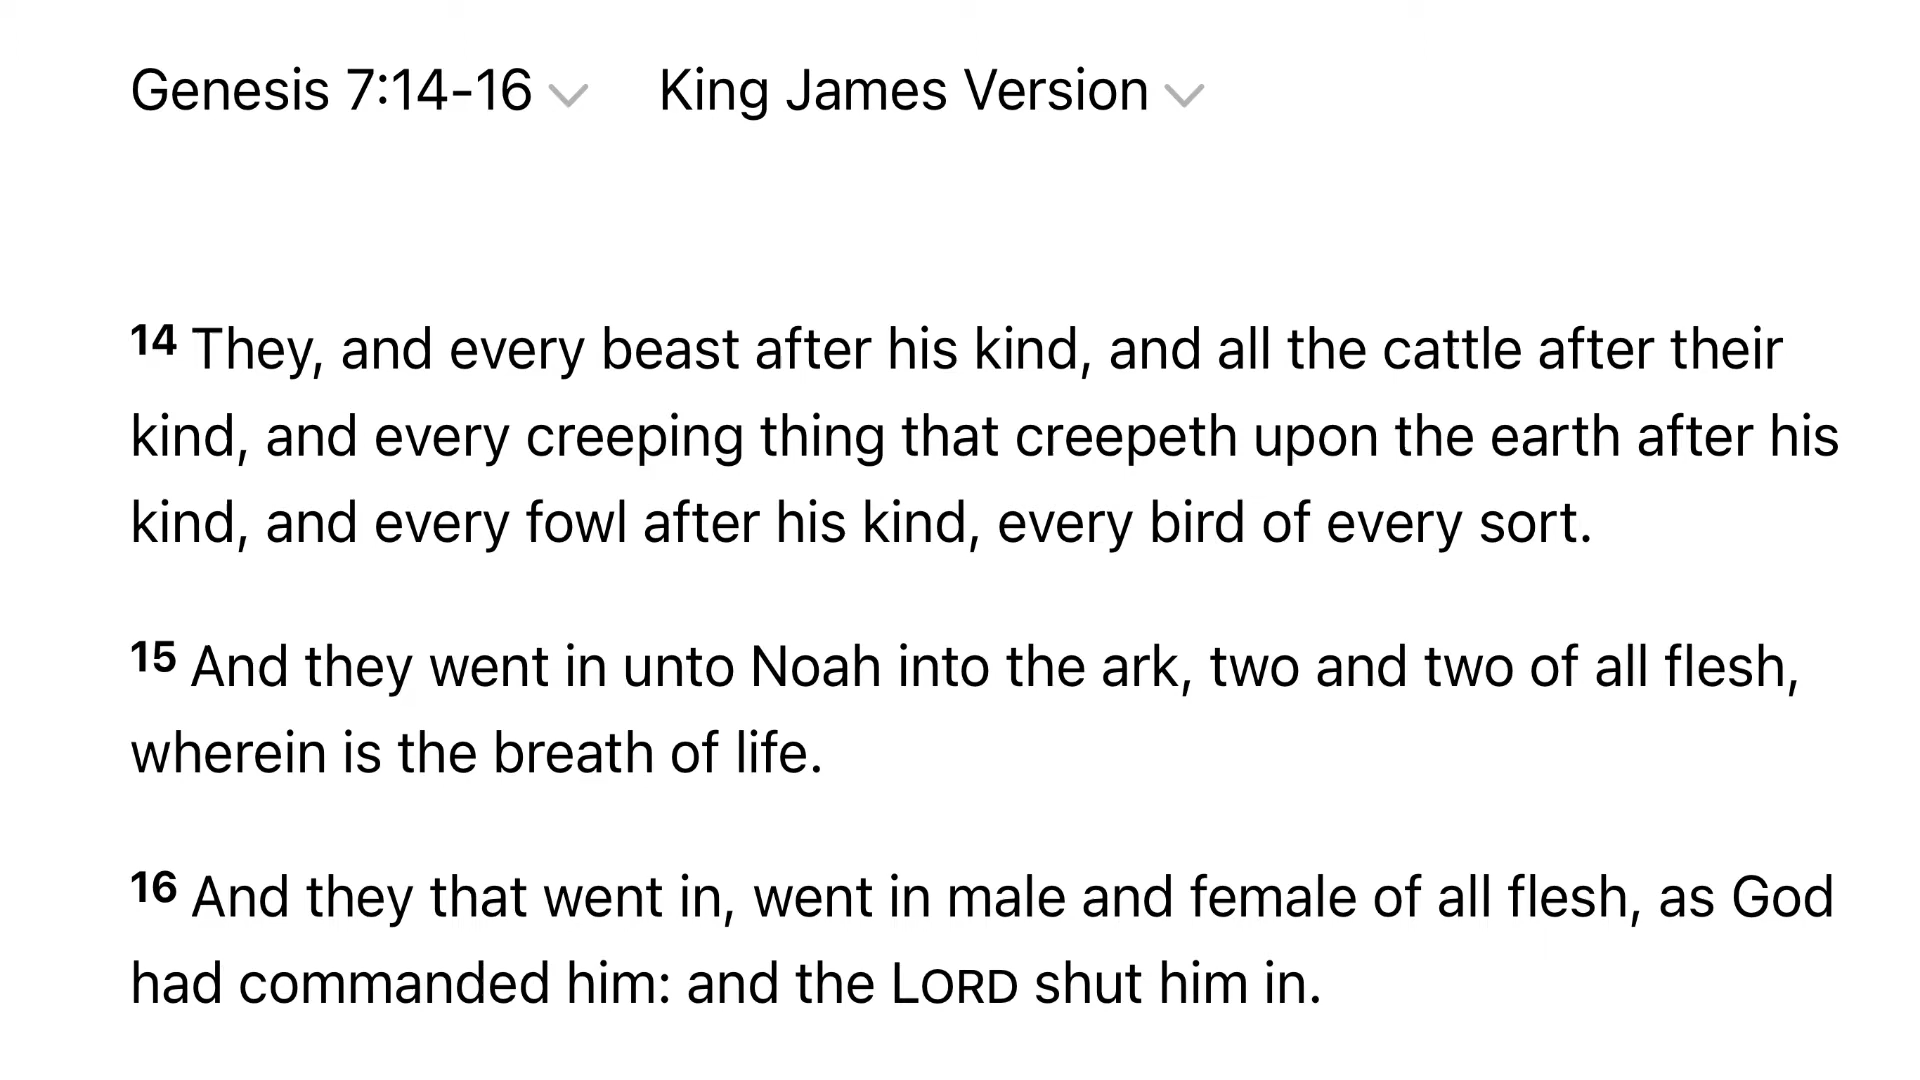 Genesis 7:14-16 King James Version
14 They, and every beast after his kind, and all the cattle after their
kind, and every creeping thing that creepeth upon the earth after his
kind, and every fowl after his kind, every bird of every sort.
15 And they went in unto Noah into the ark, two and two of all flesh,
wherein is the breath of life.
16 And they that went in, went in male and female of all flesh, as God
had commanded him: and the LORD shut him in.